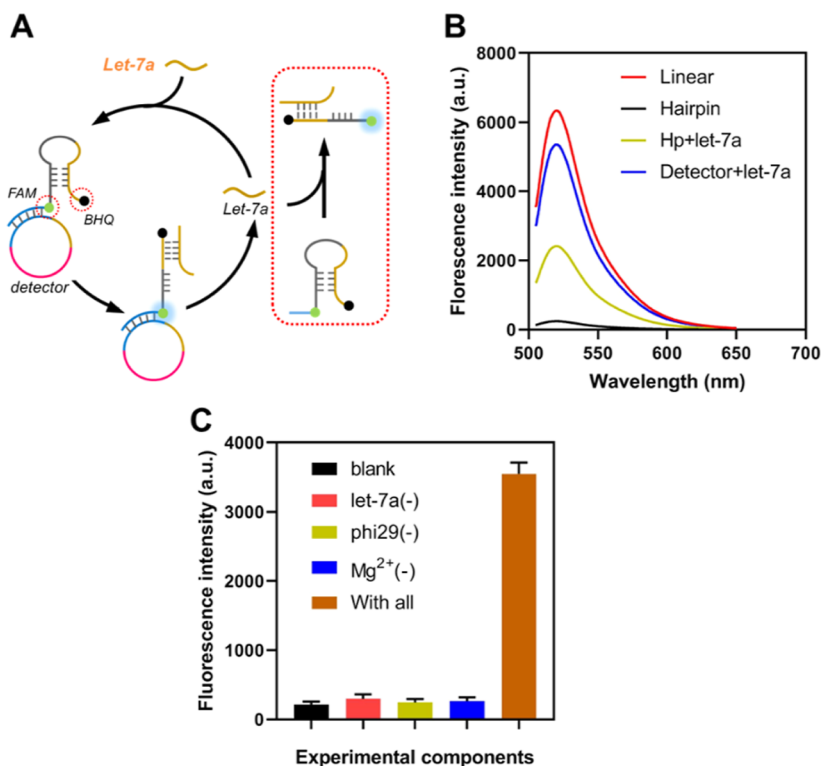 A
Let-7a
FAM
BHQ
detector
Let-7a
B
Florescence intensity (a.u.)
8000
6000
4000
2000
0
500
550
600
650
700
Wavelength (nm)
Linear
Hairpin
Hp+let-7a
Detector+let-7a
C
Fluorescence intensity (a.u.)
4000
3000
2000
1000
0
blank
let-7a(-)
phi29(-)
Mg²⁺(-)
With all
Experimental components